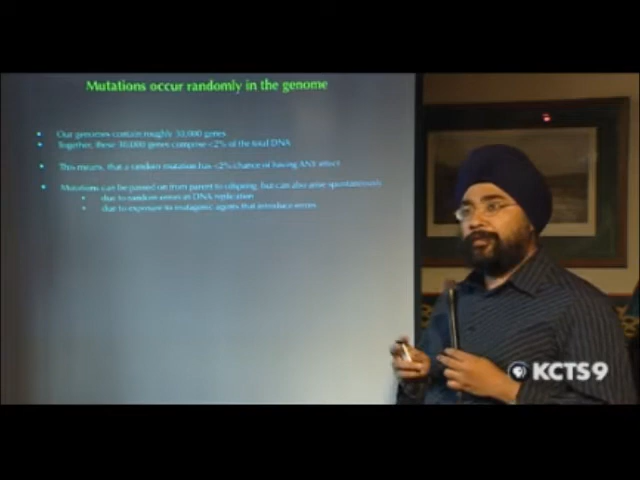 Mutations occur randomly in the genome
• Our genomes contain roughly 30,000 genes
• Together, these 30,000 genes compose <2% of the total DNA
• This means, that a random mutation has <2% chance of having ANY effect
• Mutations can be passed on from parent to offspring, but can also arise spontaneously
• due to random errors in DNA replication
• due to exposure to mutagenic agents that introduce errors
KCTS9